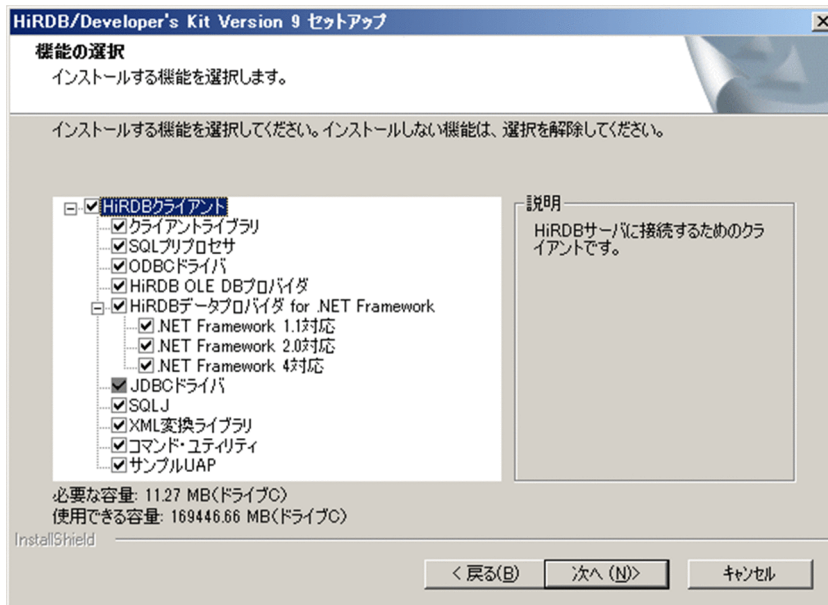 HiRDB/Developer's Kit Version 9 セットアップ
機能の選択
インストールする機能を選択します。
インストールする機能を選択してください。インストールしない機能は、選択を解除してください。
HiRDBクライアント
クライアントライブラリ
SQLプリプロセサ
ODBCドライバ
HiRDB OLE DBプロバイダ
HiRDBデータプロバイダ for .NET Framework
.NET Framework 1.1対応
.NET Framework 2.0対応
.NET Framework 4対応
JDBCドライバ
SQLJ
XML変換ライブラリ
コマンド・ユティリティ
サンプルUAP
説明
HiRDBサーバに接続するためのクラ
イアントです。
必要な容量: 11.27 MB(ドライブC)
使用できる容量: 169446.66 MB(ドライブC)
InstallShield
< 戻る(B)
次へ (N)>
キャンセル